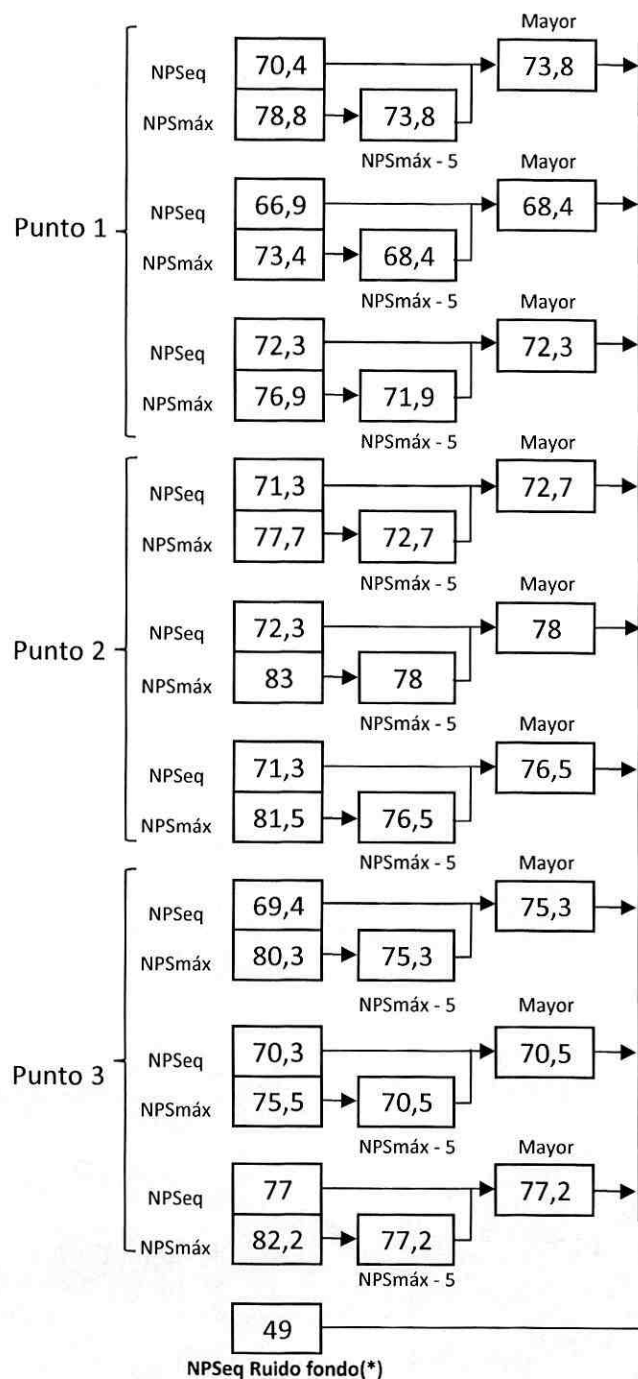 Mayor
NPSeq 70,4 73,8
NPSmáx 78,8 73,8
NPSmáx - 5
Mayor
NPSeq 66,9 68,4
Punto 1
NPSmáx 73,4 68,4
NPSmáx - 5
Mayor
NPSeq 72,3 72,3
NPSmáx 76,9 71,9
NPSmáx - 5
Mayor
NPSeq 71,3 72,7
NPSmáx 77,7 72,7
NPSmáx - 5
Mayor
NPSeq 72,3 78
Punto 2
NPSmáx 83 78
NPSmáx - 5
Mayor
NPSeq 71,3 76,5
NPSmáx 81,5 76,5
NPSmáx - 5
Mayor
NPSeq 69,4 75,3
NPSmáx 80,3 75,3
NPSmáx - 5
Mayor
NPSeq 70,3 70,5
Punto 3
NPSmáx 75,5 70,5
NPSmáx - 5
Mayor
NPSeq 77 77,2
NPSmáx 82,2 77,2
NPSmáx - 5
49
NPSeq Ruido fondo(*)